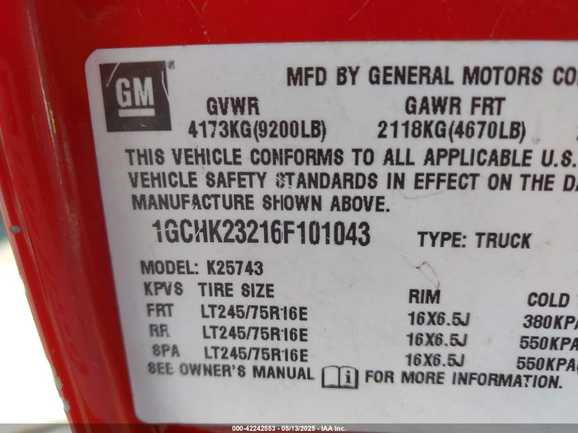 GM
MFD BY GENERAL MOTORS CO
GVWR GAWR FRT
4173KG(9200LB) 2118KG(4670LB)
THIS VEHICLE CONFORMS TO ALL APPLICABLE U.S.
VEHICLE SAFETY STANDARDS IN EFFECT ON THE DA
MANUFACTURE SHOWN ABOVE.
1GCHK23216F101043 TYPE: TRUCK
MODEL: K25743
KPVS TIRE SIZE RIM COLD
FRT LT245/75R16E 16X6.5J 380KPA
RR LT245/75R16E 16X6.5J 550KPA
SPA LT245/75R16E 16X6.5J 550KPA
SEE OWNER'S MANUAL FOR MORE INFORMATION.
000-42242553 - 05/13/2025 - IAAUTO